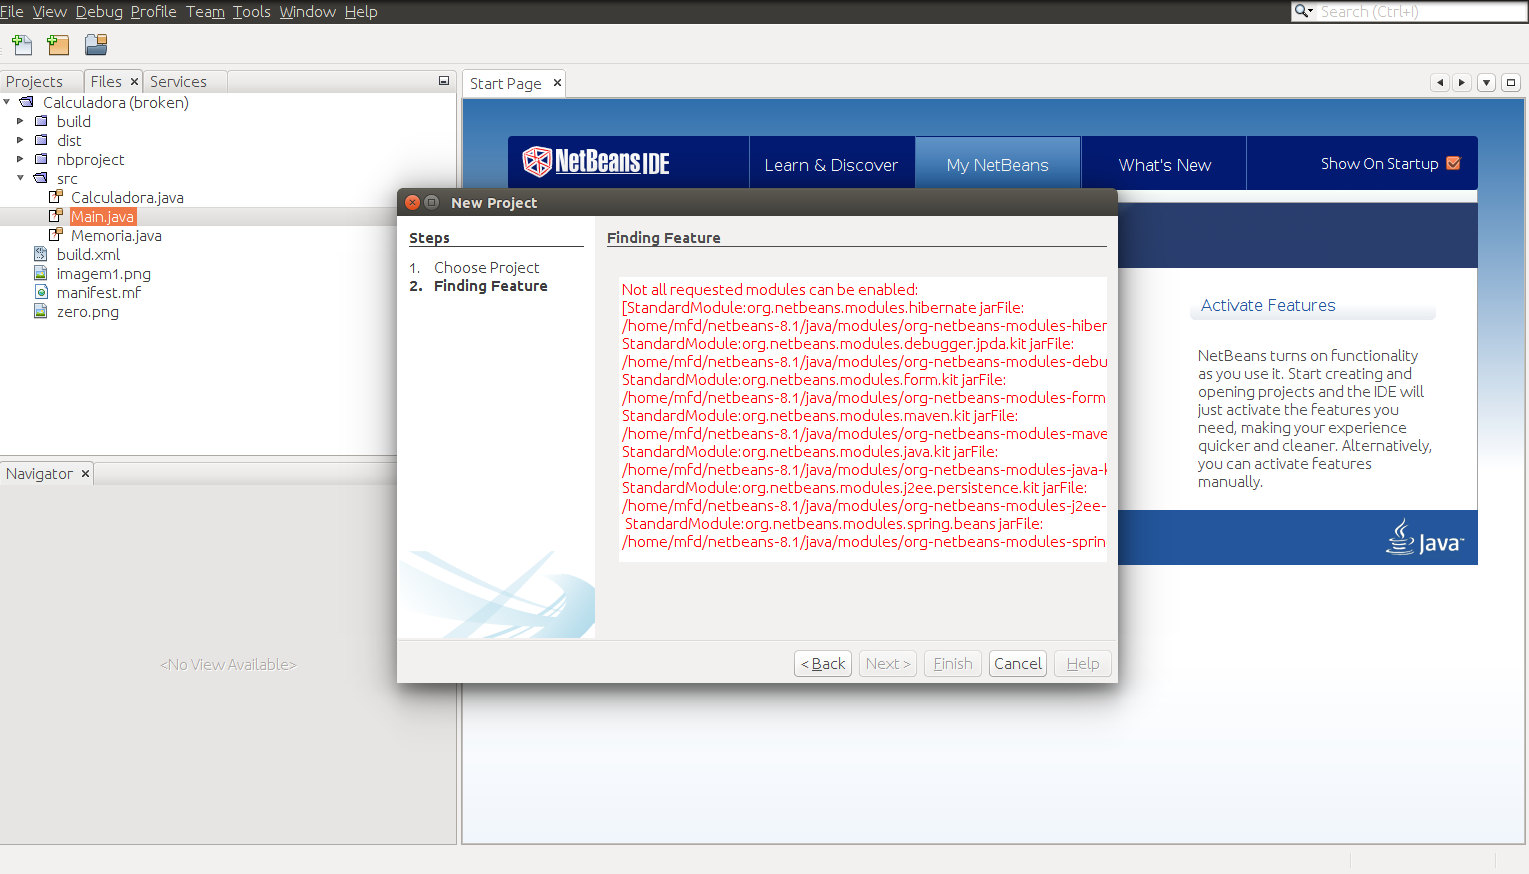 File View Debug Profile Team Tools Window Help
Search (Ctrl+I)
Projects Files Services
Start Page
Calculadora (broken)
build
dist
nbproject
src
Calculadora.java
Main.java
Memoria.java
build.xml
imagem1.png
manifest.mf
zero.png
NetBeans IDE
Learn & Discover
My NetBeans
What's New
Show On Startup
New Project
Steps
1. Choose Project
2. Finding Feature
Finding Feature
Not all requested modules can be enabled:
[StandardModule:org.netbeans.modules.hibernate jarFile:
/home/mfd/netbeans-8.1/java/modules/org-netbeans-modules-hiber
StandardModule:org.netbeans.modules.debugger.jpda.kit jarFile:
/home/mfd/netbeans-8.1/java/modules/org-netbeans-modules-debu
StandardModule:org.netbeans.modules.form.kit jarFile:
/home/mfd/netbeans-8.1/java/modules/org-netbeans-modules-form
StandardModule:org.netbeans.modules.maven.kit jarFile:
/home/mfd/netbeans-8.1/java/modules/org-netbeans-modules-mave
StandardModule:org.netbeans.modules.java.kit jarFile:
/home/mfd/netbeans-8.1/java/modules/org-netbeans-modules-java-k
StandardModule:org.netbeans.modules.j2ee.persistence.kit jarFile:
/home/mfd/netbeans-8.1/java/modules/org-netbeans-modules-j2ee-
StandardModule:org.netbeans.modules.spring.beans jarFile:
/home/mfd/netbeans-8.1/java/modules/org-netbeans-modules-sprin
< Back Next > Finish Cancel Help
Activate Features
NetBeans turns on functionality
as you use it. Start creating and
opening projects and the IDE will
just activate the features you
need, making your experience
quicker and cleaner. Alternatively,
you can activate features
manually.
Java™
Navigator
<No View Available>